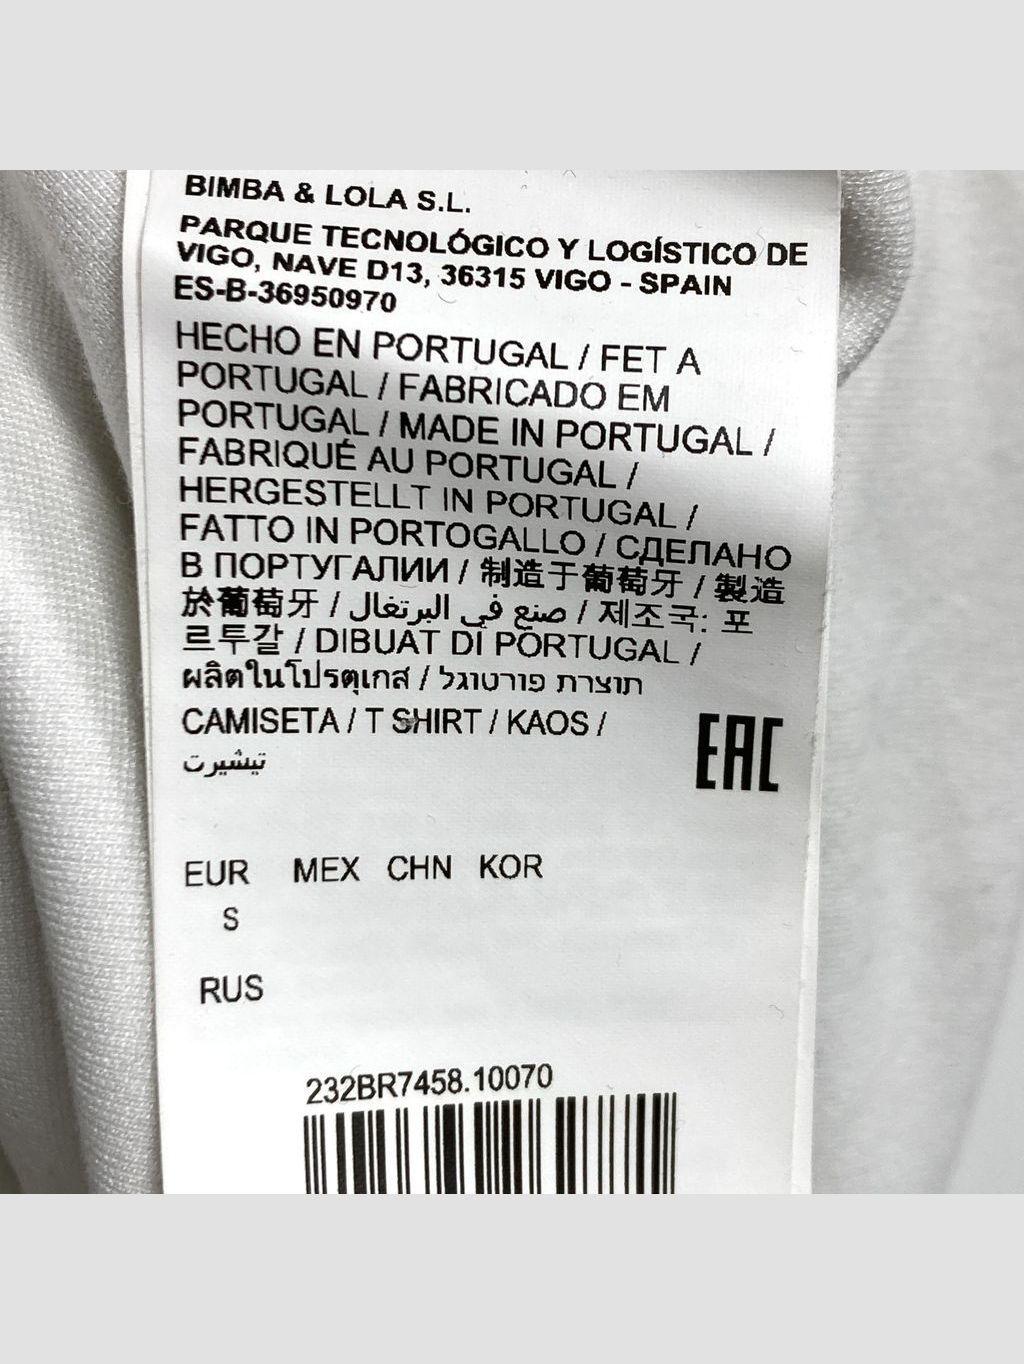 BIMBA & LOLA S.L.
PARQUE TECNOLÓGICO Y LOGÍSTICO DE
VIGO, NAVE D13, 36315 VIGO - SPAIN
ES-B-36950970
HECHO EN PORTUGAL / FET A
PORTUGAL / FABRICADO EM
PORTUGAL / MADE IN PORTUGAL /
FABRIQUÉ AU PORTUGAL /
HERGESTELLT IN PORTUGAL /
FATTO IN PORTOGALLO / СДЕЛАНО
В ПОРТУГАЛИИ / 制造于葡萄牙 / 製造
於葡萄牙 / صنع في البرتغال / 제조국: 포
르투갈 / DIBUAT DI PORTUGAL /
ผลิตในโปรตุเกส / תוצרת פורטוגל
CAMISETA / T SHIRT / KAOS /
تيشيرت
EAC
EUR MEX CHN KOR
S
RUS
232BR7458.10070